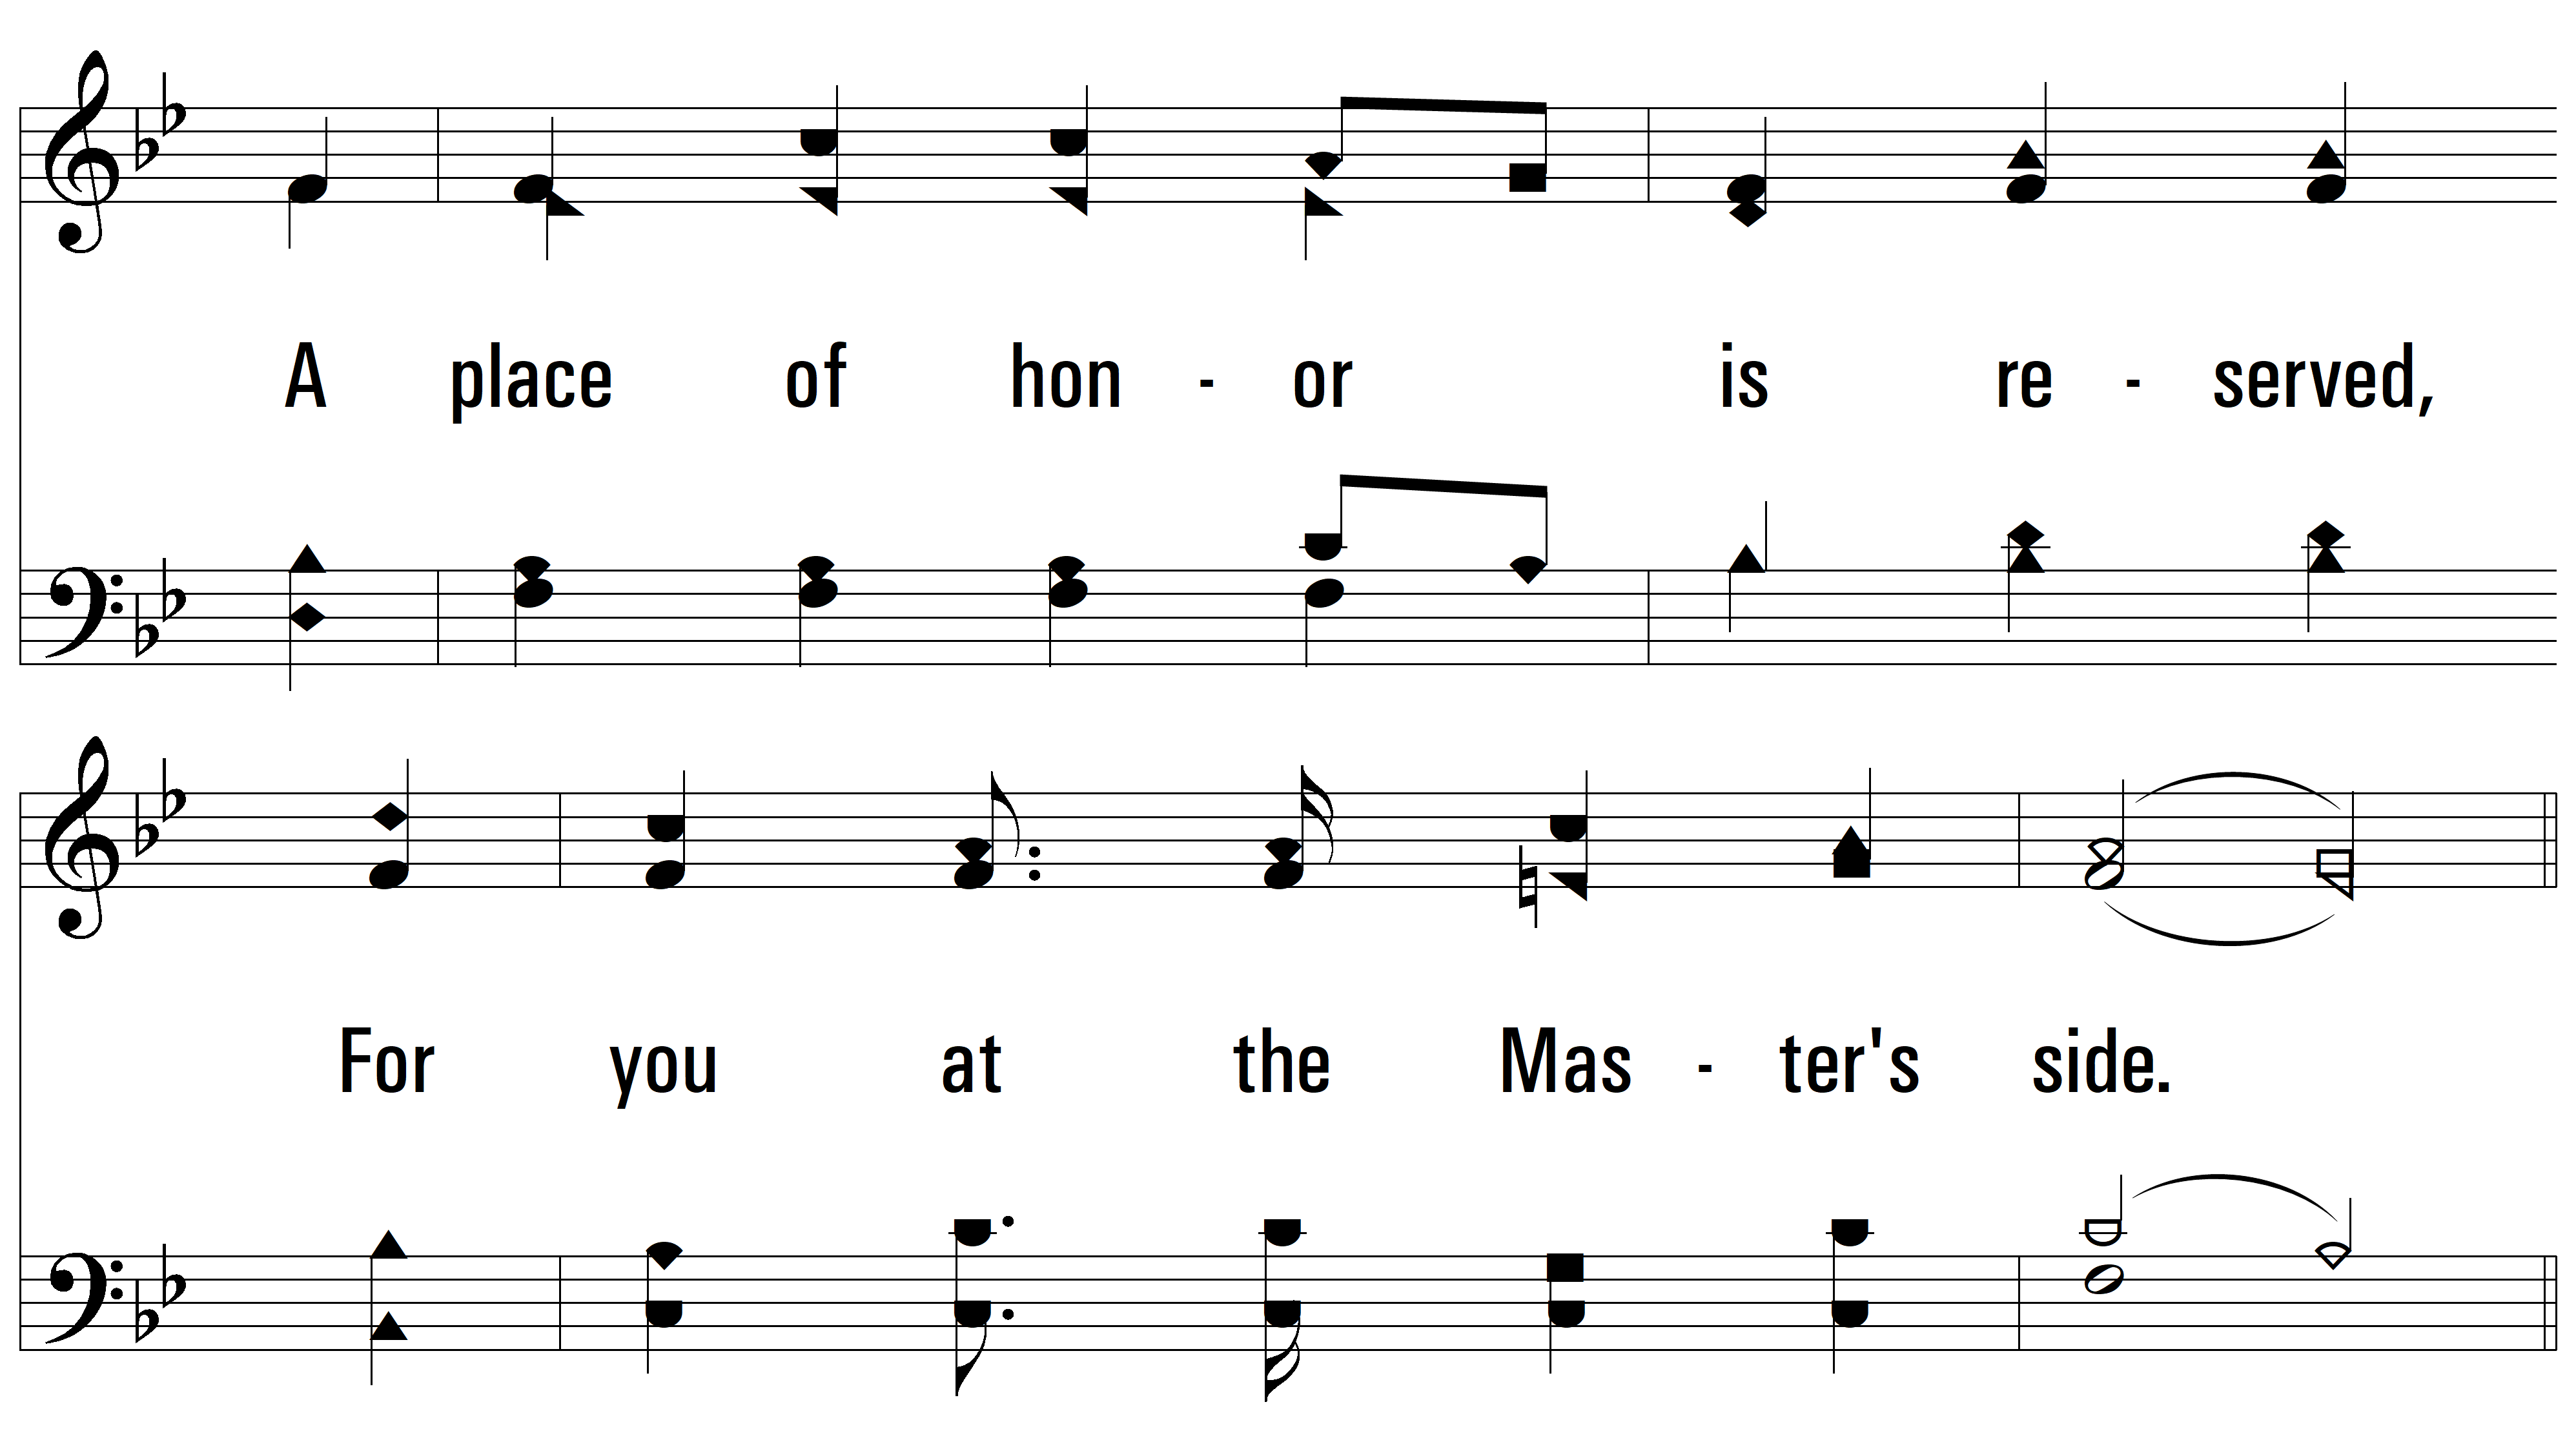 A place of hon - or is re - served,
For you at the Mas - ter's side.